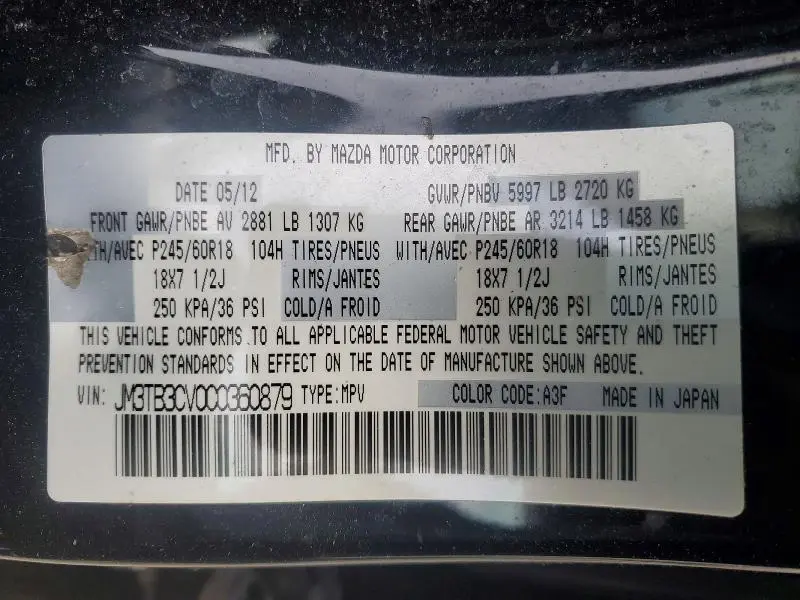 MFD. BY MAZDA MOTOR CORPORATION
DATE 05/12 GVWR/PNBV 5997 LB 2720 KG
FRONT GAWR/PNBE AV 2881 LB 1307 KG REAR GAWR/PNBE AR 3214 LB 1458 KG
ITH/AVEC P245/60R18 104H TIRES/PNEUS WITH/AVEC P245/60R18 104H TIRES/PNEUS
18X7 1/2J RIMS/JANTES 18X7 1/2J RIMS/JANTES
250 KPA/36 PSI COLD/A FROID 250 KPA/36 PSI COLD/A FROID
THIS VEHICLE CONFORMS TO ALL APPLICABLE FEDERAL MOTOR VEHICLE SAFETY AND THEFT
PREVENTION STANDARDS IN EFFECT ON THE DATE OF MANUFACTURE SHOWN ABOVE.
VIN: JM3TB3CV0C0360879 TYPE:MPV COLOR CODE:A3F MADE IN JAPAN